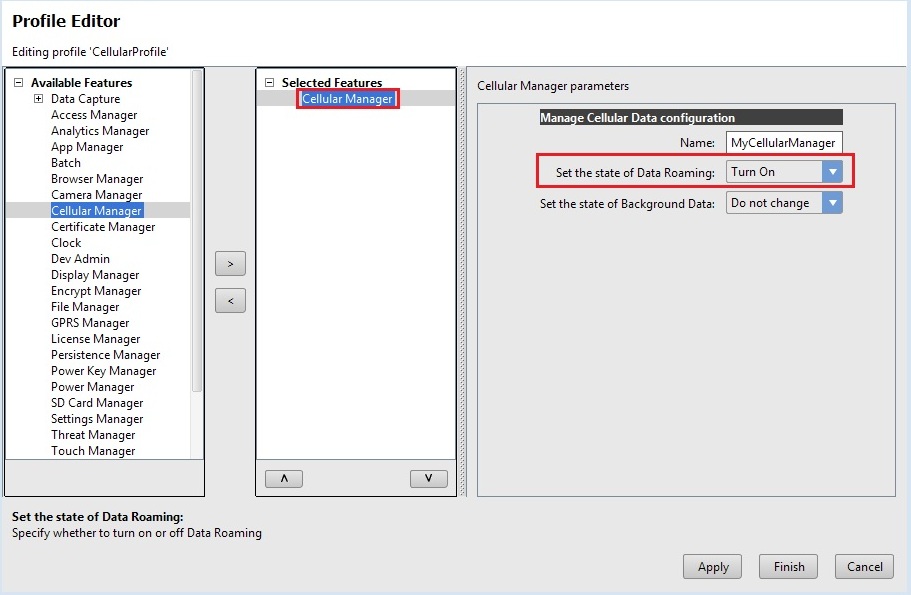 Profile Editor
Editing profile 'CellularProfile'
Available Features
Data Capture
Access Manager
Analytics Manager
App Manager
Batch
Browser Manager
Camera Manager
Cellular Manager
Certificate Manager
Clock
Dev Admin
Display Manager
Encrypt Manager
File Manager
GPRS Manager
License Manager
Persistence Manager
Power Key Manager
Power Manager
SD Card Manager
Settings Manager
Threat Manager
Touch Manager
>
<
Selected Features
Cellular Manager
Λ
V
Cellular Manager parameters
Manage Cellular Data configuration
Name: MyCellularManager
Set the state of Data Roaming: Turn On
Set the state of Background Data: Do not change
Set the state of Data Roaming:
Specify whether to turn on or off Data Roaming
Apply Finish Cancel